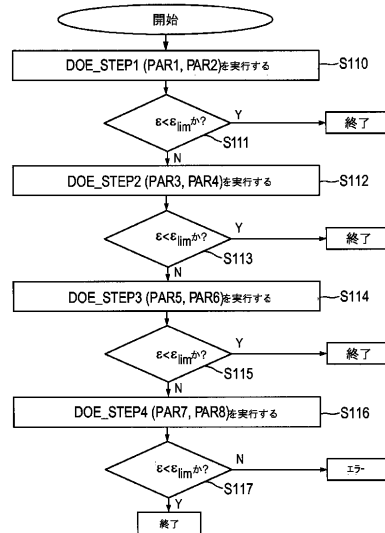 開始
DOE_STEP1 (PAR1, PAR2)を実行する
S110
ε<εlimか?
Y
終了
S111
N
DOE_STEP2 (PAR3, PAR4)を実行する
S112
ε<εlimか?
Y
終了
S113
N
DOE_STEP3 (PAR5, PAR6)を実行する
S114
ε<εlimか?
Y
終了
S115
N
DOE_STEP4 (PAR7, PAR8)を実行する
S116
ε<εlimか?
N
エラー
S117
Y
終了